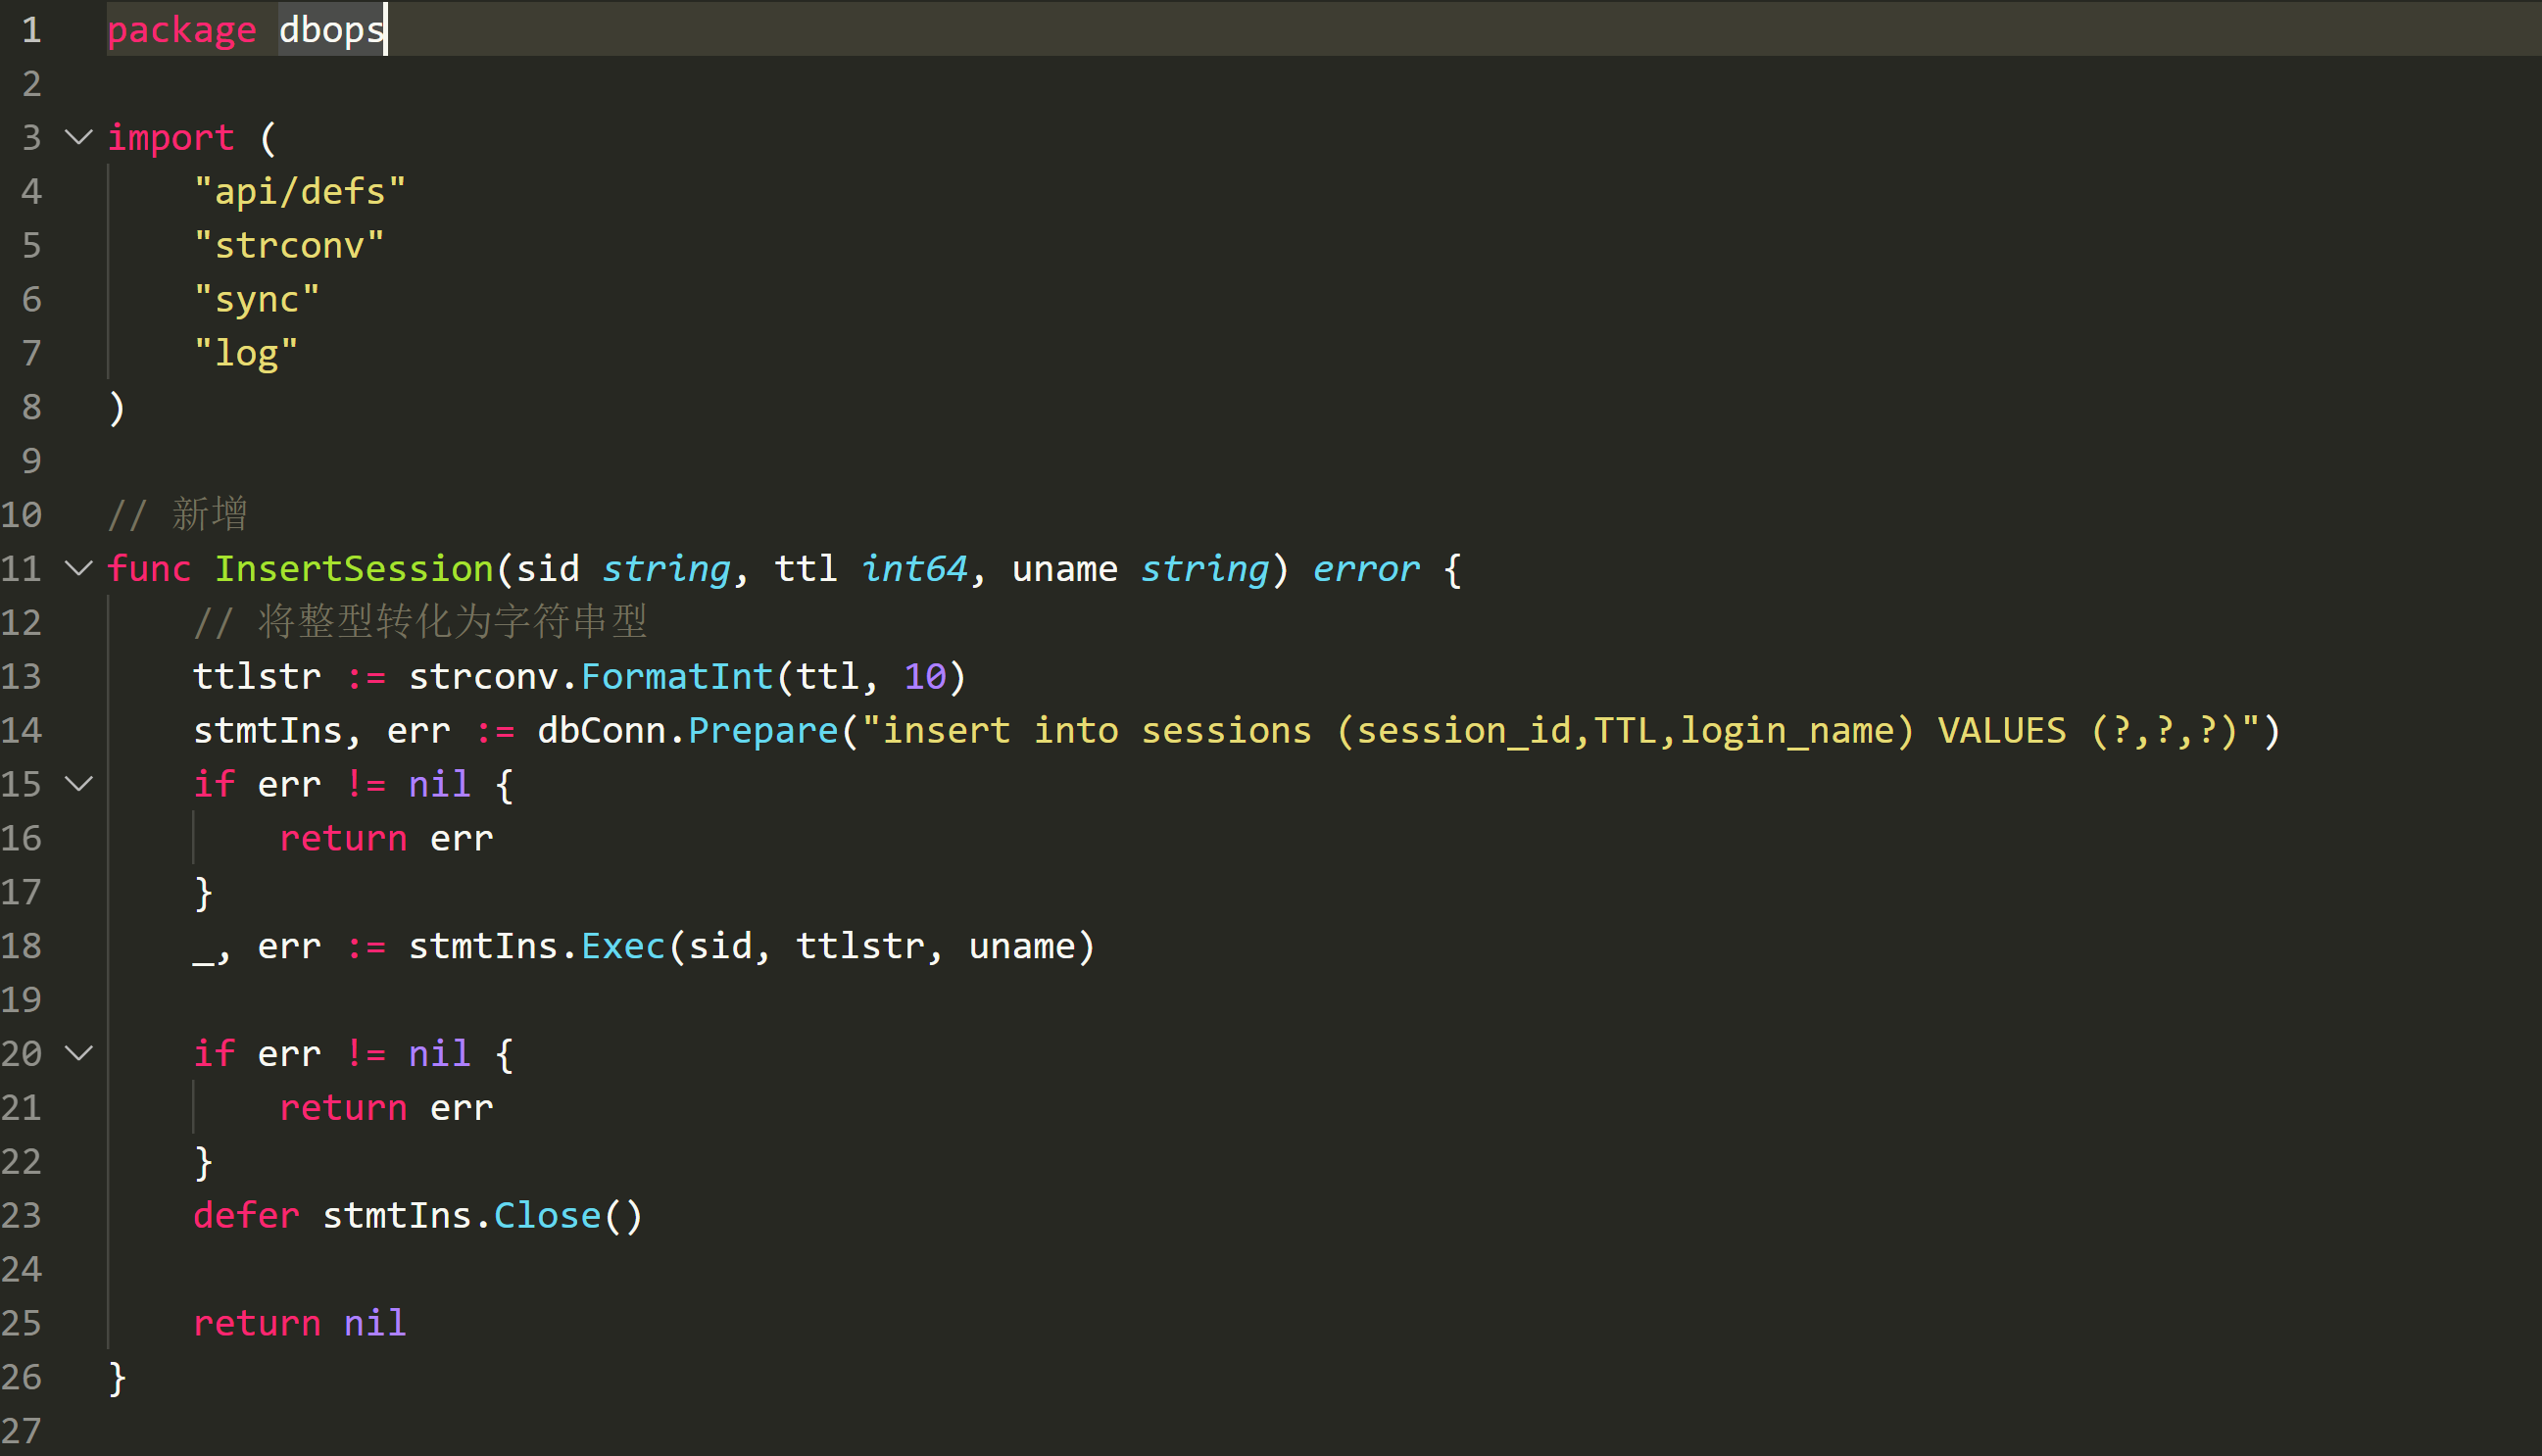 1 package dbops
2
3 import (
4 "api/defs"
5 "strconv"
6 "sync"
7 "log"
8 )
9
10 // 新增
11 func InsertSession(sid string, ttl int64, uname string) error {
12 // 将整型转化为字符串型
13 ttlstr := strconv.FormatInt(ttl, 10)
14 stmtIns, err := dbConn.Prepare("insert into sessions (session_id,TTL,login_name) VALUES (?,?,?)")
15 if err != nil {
16 return err
17 }
18 _, err := stmtIns.Exec(sid, ttlstr, uname)
19
20 if err != nil {
21 return err
22 }
23 defer stmtIns.Close()
24
25 return nil
26 }
27